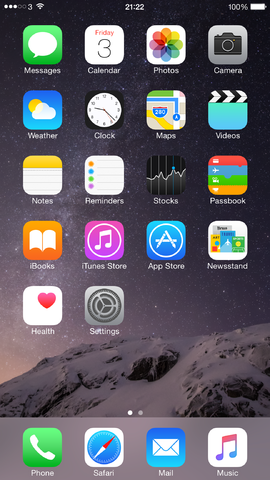 3 21:22 100%
Friday
3
280
Messages Calendar Photos Camera
Weather Clock Maps Videos
Notes Reminders Stocks Passbook
iBooks iTunes Store App Store Newsstand
Health Settings
Phone Safari Mail Music